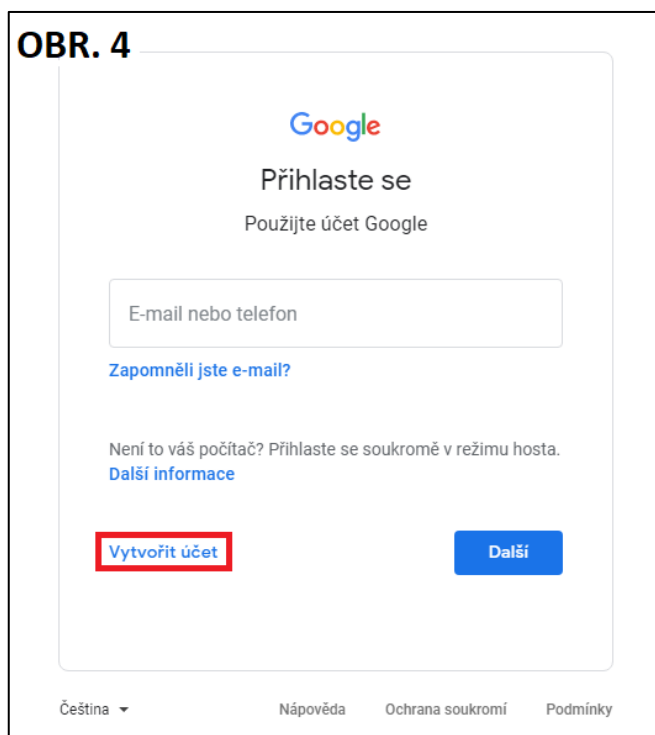 OBR. 4
Google
Přihlaste se
Použijte účet Google
E-mail nebo telefon
Zapomněli jste e-mail?
Není to váš počítač? Přihlaste se soukromě v režimu hosta.
Další informace
Vytvořit účet
Další
Čeština
Nápověda
Ochrana soukromí
Podmínky